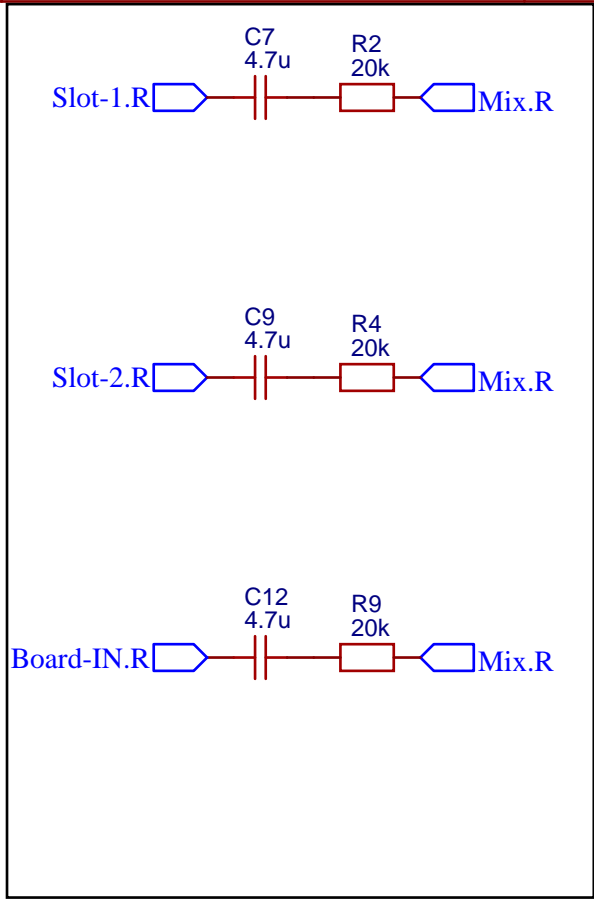 C7
4.7u
R2
20k
Slot-1.R
Mix.R
C9
4.7u
R4
20k
Slot-2.R
Mix.R
C12
4.7u
R9
20k
Board-IN.R
Mix.R